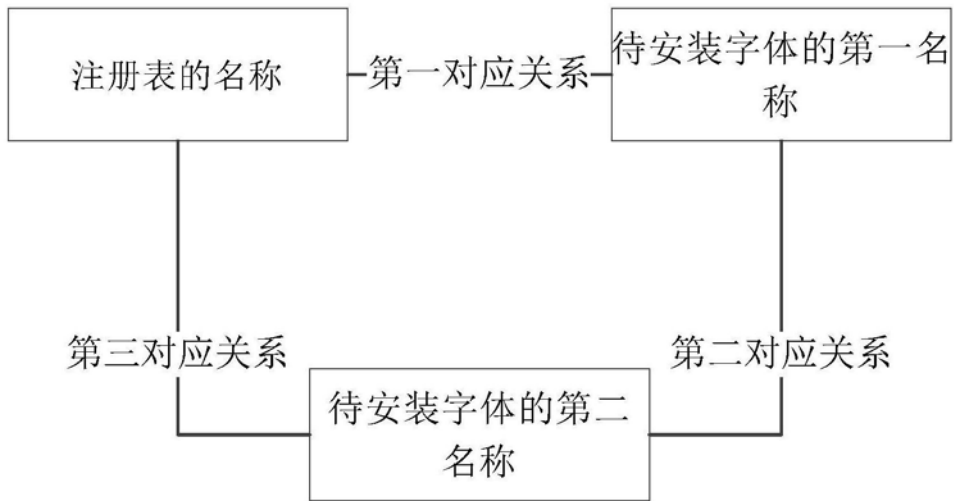 注册表的名称
第一对应关系
待安装字体的第一名
称
第三对应关系
第二对应关系
待安装字体的第二
名称